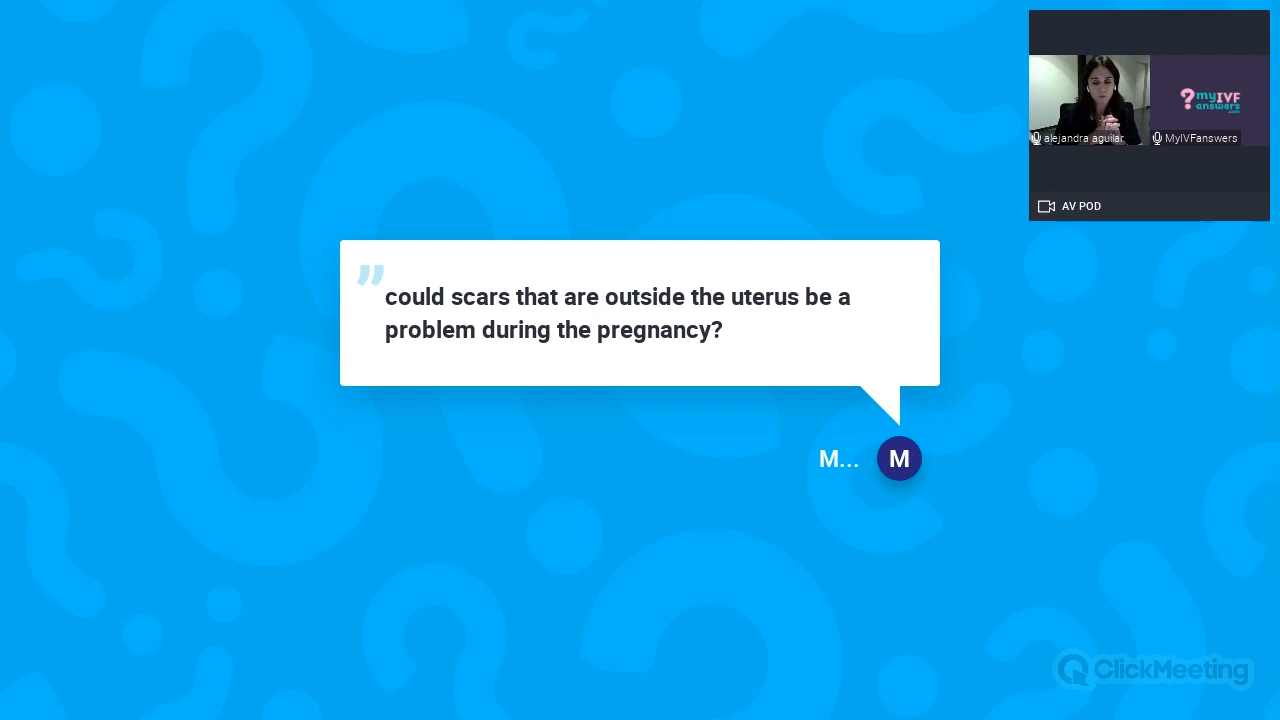 ? myIVF
answers
.com
alejandra aguilar
MyIVFanswers
AV POD
” could scars that are outside the uterus be a
problem during the pregnancy?
M... M
ClickMeeting